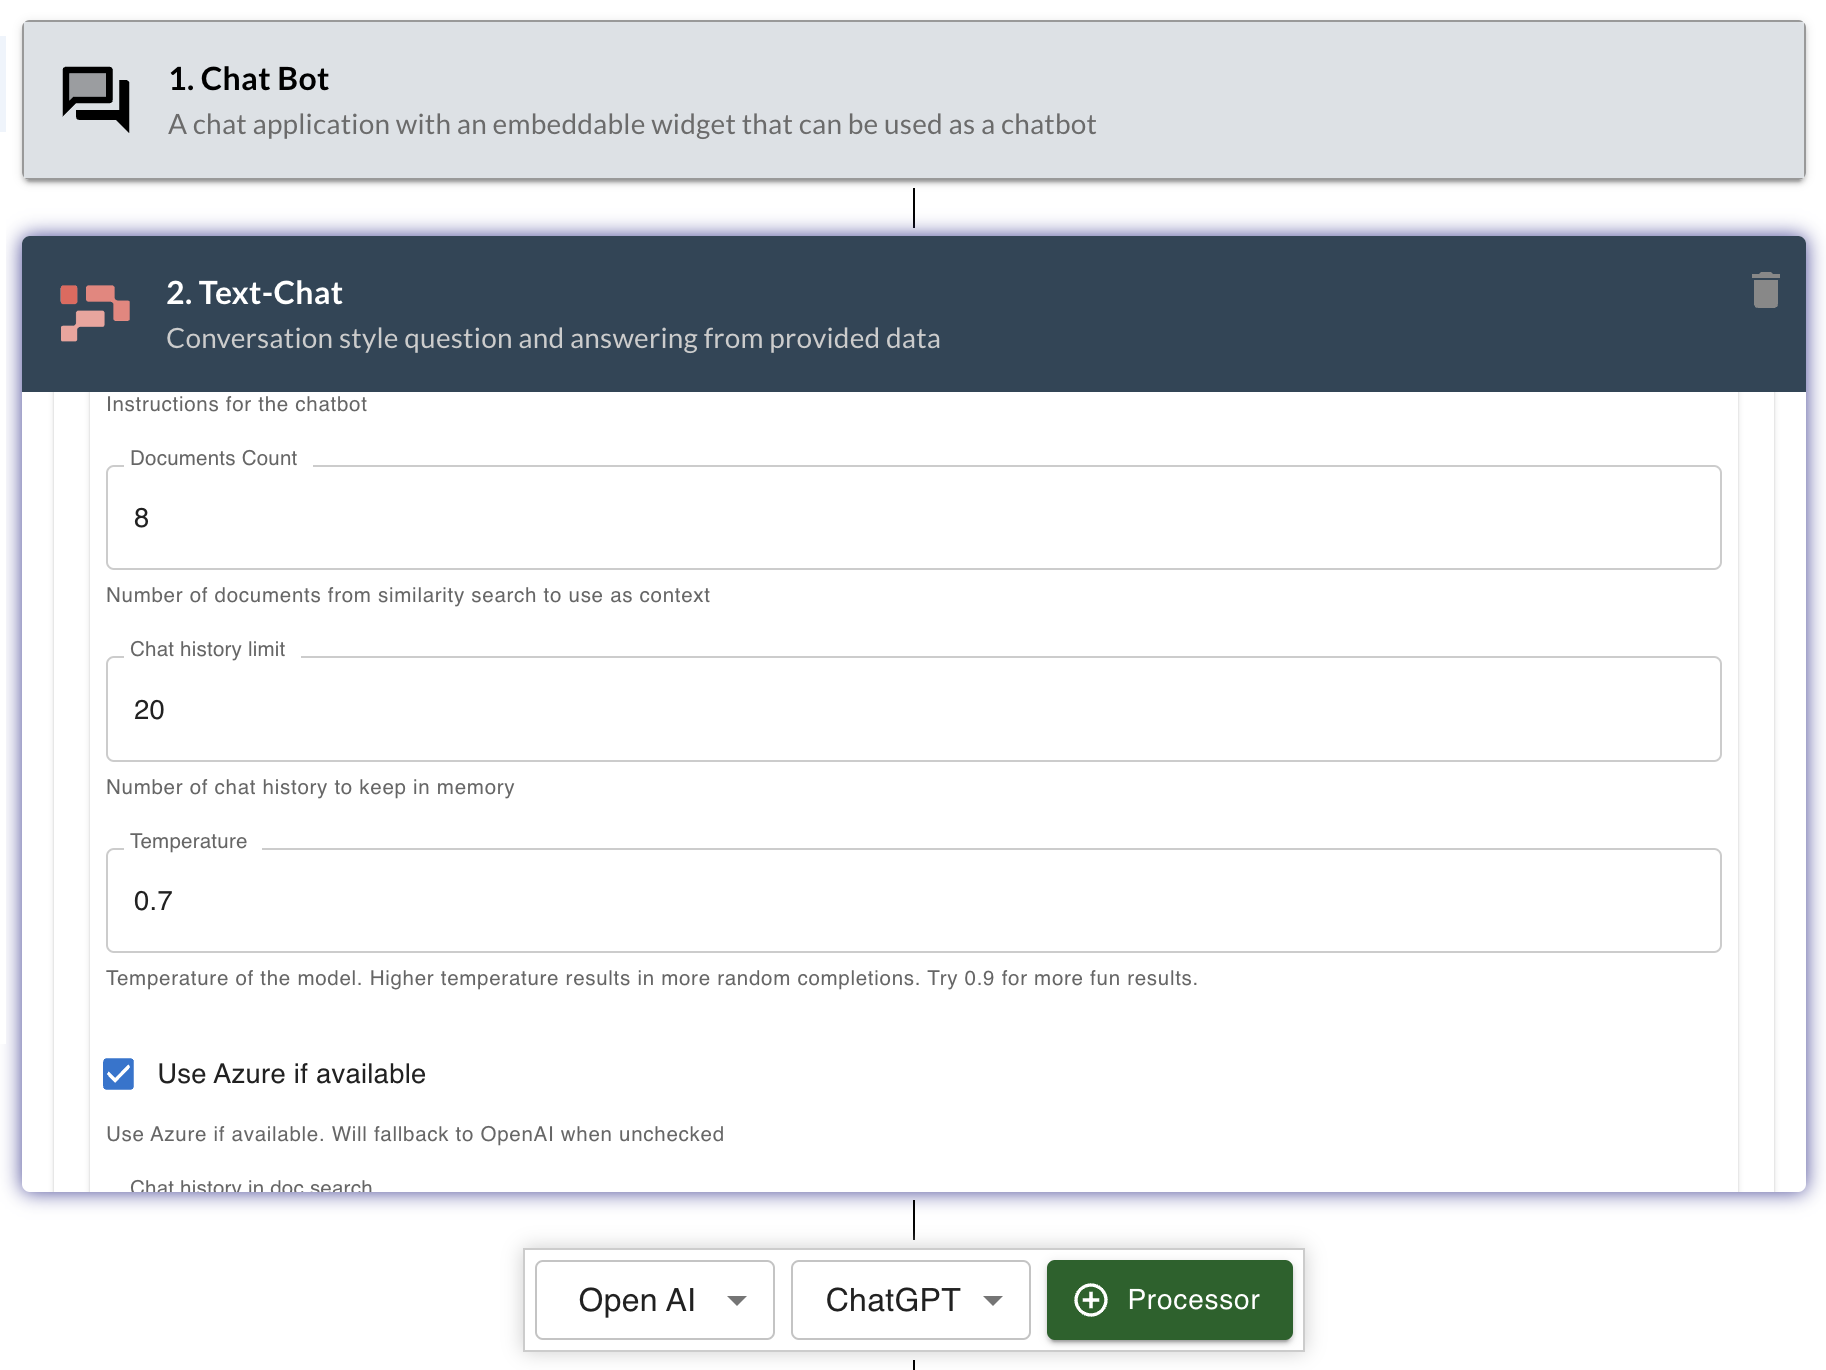 1. Chat Bot
A chat application with an embeddable widget that can be used as a chatbot
2. Text-Chat
Conversation style question and answering from provided data
Instructions for the chatbot
Documents Count
8
Number of documents from similarity search to use as context
Chat history limit
20
Number of chat history to keep in memory
Temperature
0.7
Temperature of the model. Higher temperature results in more random completions. Try 0.9 for more fun results.
Use Azure if available
Use Azure if available. Will fallback to OpenAI when unchecked
Chat history in doc search
Open AI ChatGPT Processor